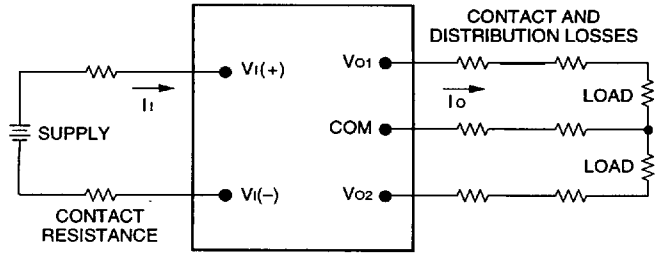 CONTACT AND
DISTRIBUTION LOSSES
VI(+)
VO1
II
IO
LOAD
SUPPLY
COM
LOAD
VI(–)
VO2
CONTACT
RESISTANCE